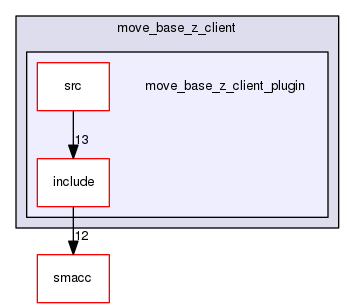 move_base_z_client
src
move_base_z_client_plugin
13
include
12
smacc